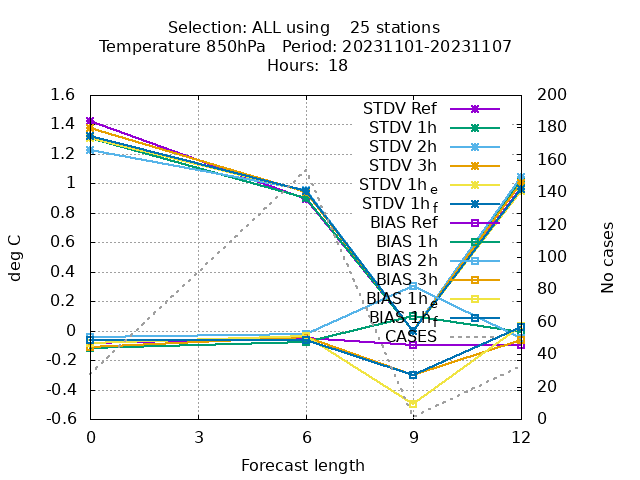 Selection: ALL using    25 stations
Temperature 850hPa   Period: 20231101-20231107
Hours: 18
1.6
1.4
1.2
1
0.8
0.6
0.4
0.2
0
-0.2
-0.4
-0.6
deg C
STDV Ref
STDV 1h
STDV 2h
STDV 3h
STDV 1h e
STDV 1h f
BIAS Ref
BIAS 1h
BIAS 2h
BIAS 3h
BIAS 1h e
BIAS 1h f
CASES
200
180
160
140
120
100
80
60
40
20
0
No cases
0 3 6 9 12
Forecast length